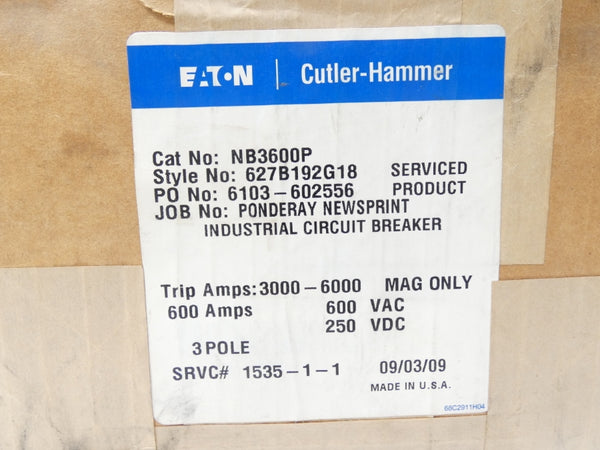 EATON | Cutler-Hammer
Cat No: NB3600P
Style No: 627B192G18 SERVICED
PO No: 6103-602556 PRODUCT
JOB No: PONDERAY NEWSPRINT
INDUSTRIAL CIRCUIT BREAKER
Trip Amps: 3000-6000 MAG ONLY
600 Amps 600 VAC
250 VDC
3 POLE
SRVC# 1535-1-1 09/03/09
MADE IN U.S.A.
68C2911H04